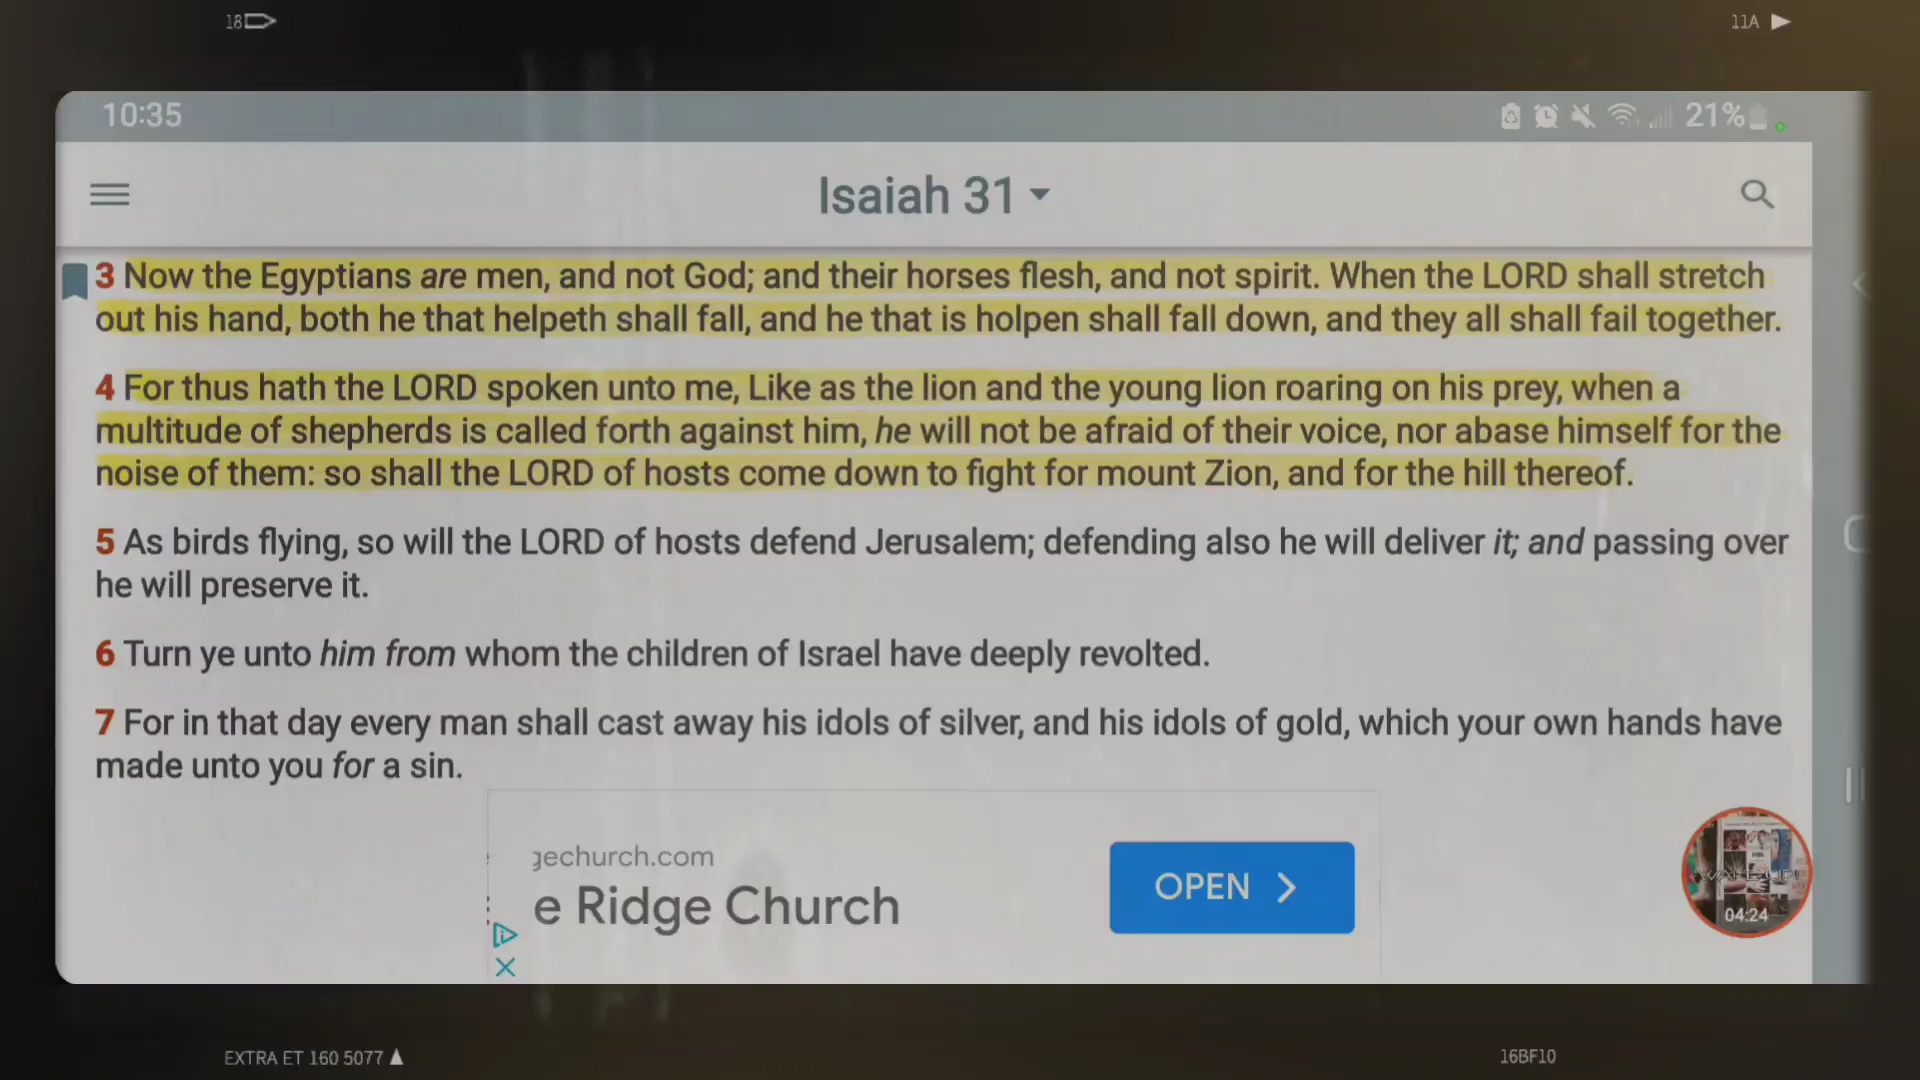 18
11A
10:35
21%
Isaiah 31
3 Now the Egyptians are men, and not God; and their horses flesh, and not spirit. When the LORD shall stretch
out his hand, both he that helpeth shall fall, and he that is holpen shall fall down, and they all shall fail together.
4 For thus hath the LORD spoken unto me, Like as the lion and the young lion roaring on his prey, when a
multitude of shepherds is called forth against him, he will not be afraid of their voice, nor abase himself for the
noise of them: so shall the LORD of hosts come down to fight for mount Zion, and for the hill thereof.
5 As birds flying, so will the LORD of hosts defend Jerusalem; defending also he will deliver it; and passing over
he will preserve it.
6 Turn ye unto him from whom the children of Israel have deeply revolted.
7 For in that day every man shall cast away his idols of silver, and his idols of gold, which your own hands have
made unto you for a sin.
gechurch.com
e Ridge Church
OPEN
04:24
EXTRA ET 160 5077
16BF10